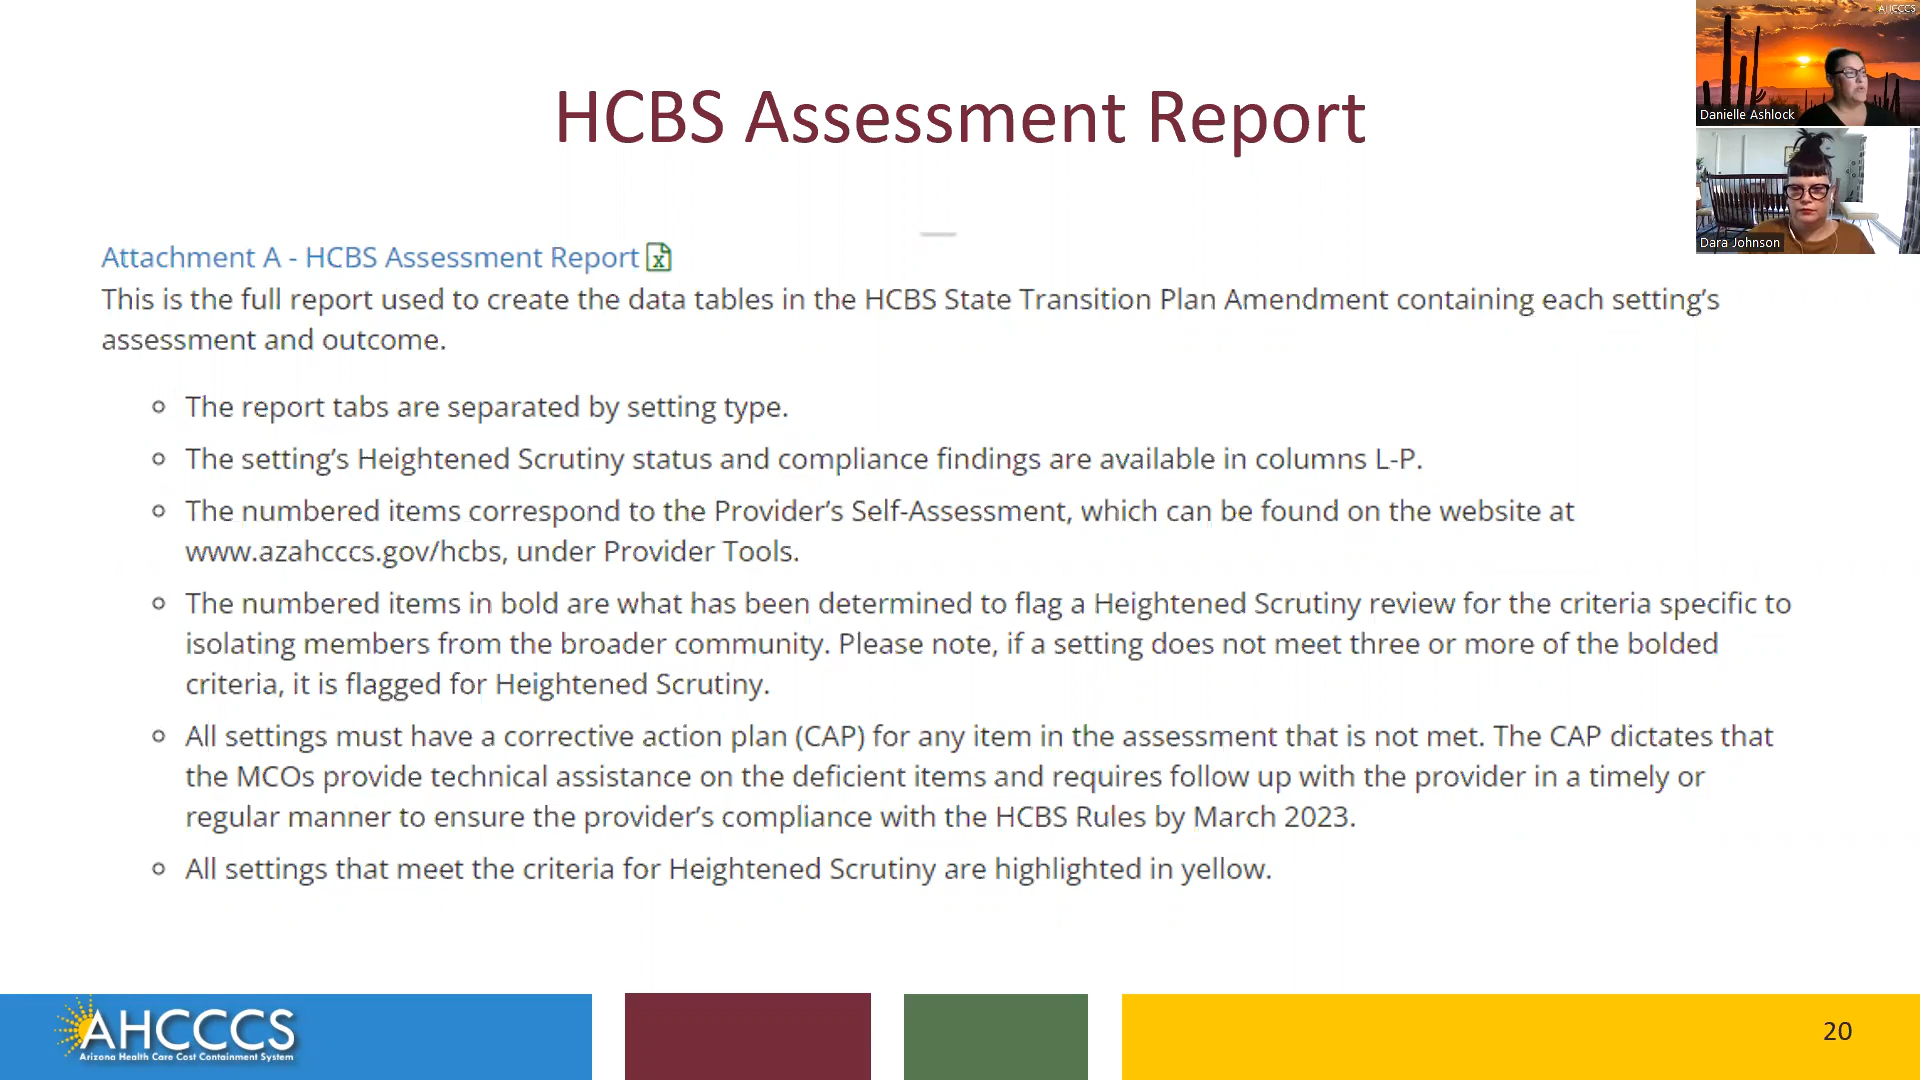 HCBS Assessment Report
AHCCCS
Danielle Ashlock
Dara Johnson
Attachment A - HCBS Assessment Report
This is the full report used to create the data tables in the HCBS State Transition Plan Amendment containing each setting’s
assessment and outcome.
The report tabs are separated by setting type.
The setting’s Heightened Scrutiny status and compliance findings are available in columns L-P.
The numbered items correspond to the Provider’s Self-Assessment, which can be found on the website at
www.azahcccs.gov/hcbs, under Provider Tools.
The numbered items in bold are what has been determined to flag a Heightened Scrutiny review for the criteria specific to
isolating members from the broader community. Please note, if a setting does not meet three or more of the bolded
criteria, it is flagged for Heightened Scrutiny.
All settings must have a corrective action plan (CAP) for any item in the assessment that is not met. The CAP dictates that
the MCOs provide technical assistance on the deficient items and requires follow up with the provider in a timely or
regular manner to ensure the provider’s compliance with the HCBS Rules by March 2023.
All settings that meet the criteria for Heightened Scrutiny are highlighted in yellow.
AHCCCS
Arizona Health Care Cost Containment System
20